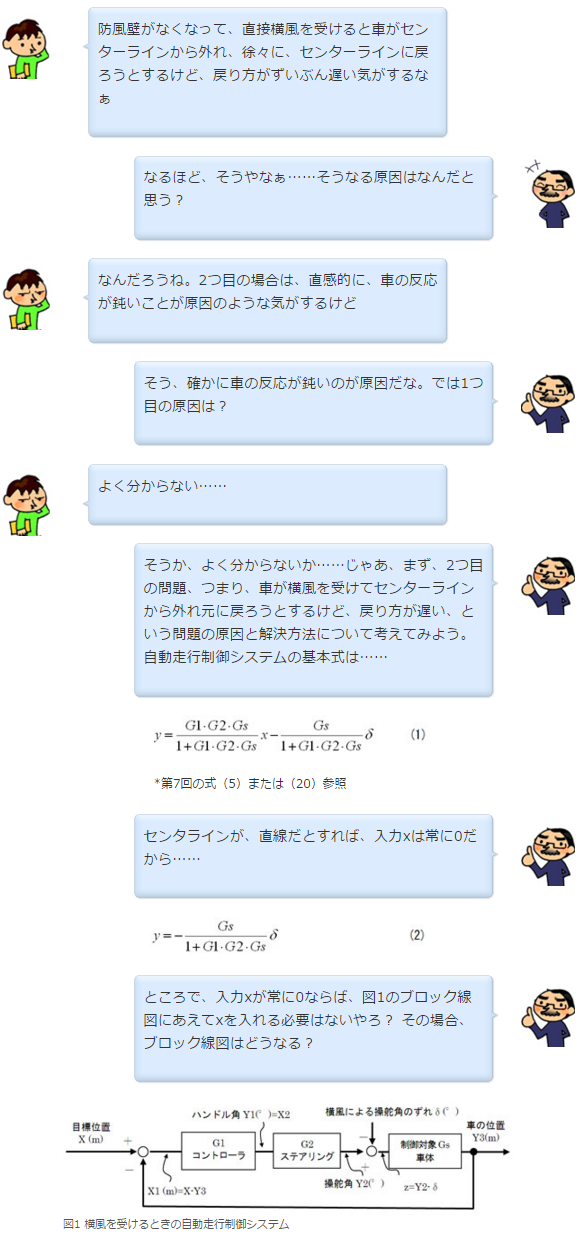 防風壁がなくなって、直接横風を受けると車がセン
ターラインから外れ、徐々に、センターラインに戻
ろうとするけど、戻り方がずいぶん遅い気がするな
ぁ
なるほど、そうやなぁ……そうなる原因はなんだと
思う？
なんだろうね。2つ目の場合は、直感的に、車の反応
が鈍いことが原因のような気がするけど
そう、確かに車の反応が鈍いのが原因だな。では1つ
目の原因は？
よく分からない……
そうか、よく分からないか……じゃあ、まず、2つ目
の問題、つまり、車が横風を受けてセンターライン
から外れ元に戻ろうとするけど、戻り方が遅い、と
いう問題の原因と解決方法について考えてみよう。
自動走行制御システムの基本式は……
y = \frac{G1·G2·Gs}{1+G1·G2·Gs} x - \frac{Gs}{1+G1·G2·Gs} δ （1）
*第7回の式（5）または（20）参照
センタラインが、直線だとすれば、入力xは常に0だ
から……
y = - \frac{Gs}{1+G1·G2·Gs} δ （2）
ところで、入力xが常に0ならば、図1のブロック線
図にあえてxを入れる必要はないやろ？ その場合、
ブロック線図はどうなる？
目標位置
X (m)
+
−
X1 (m)=X-Y3
G1
コントローラ
ハンドル角 Y1(°)=X2
G2
ステアリング
操舵角 Y2(°)
横風による操舵角のずれ δ (°)
−
+
z=Y2- δ
制御対象 Gs
車体
車の位置
Y3(m)
図1 横風を受けるときの自動走行制御システム